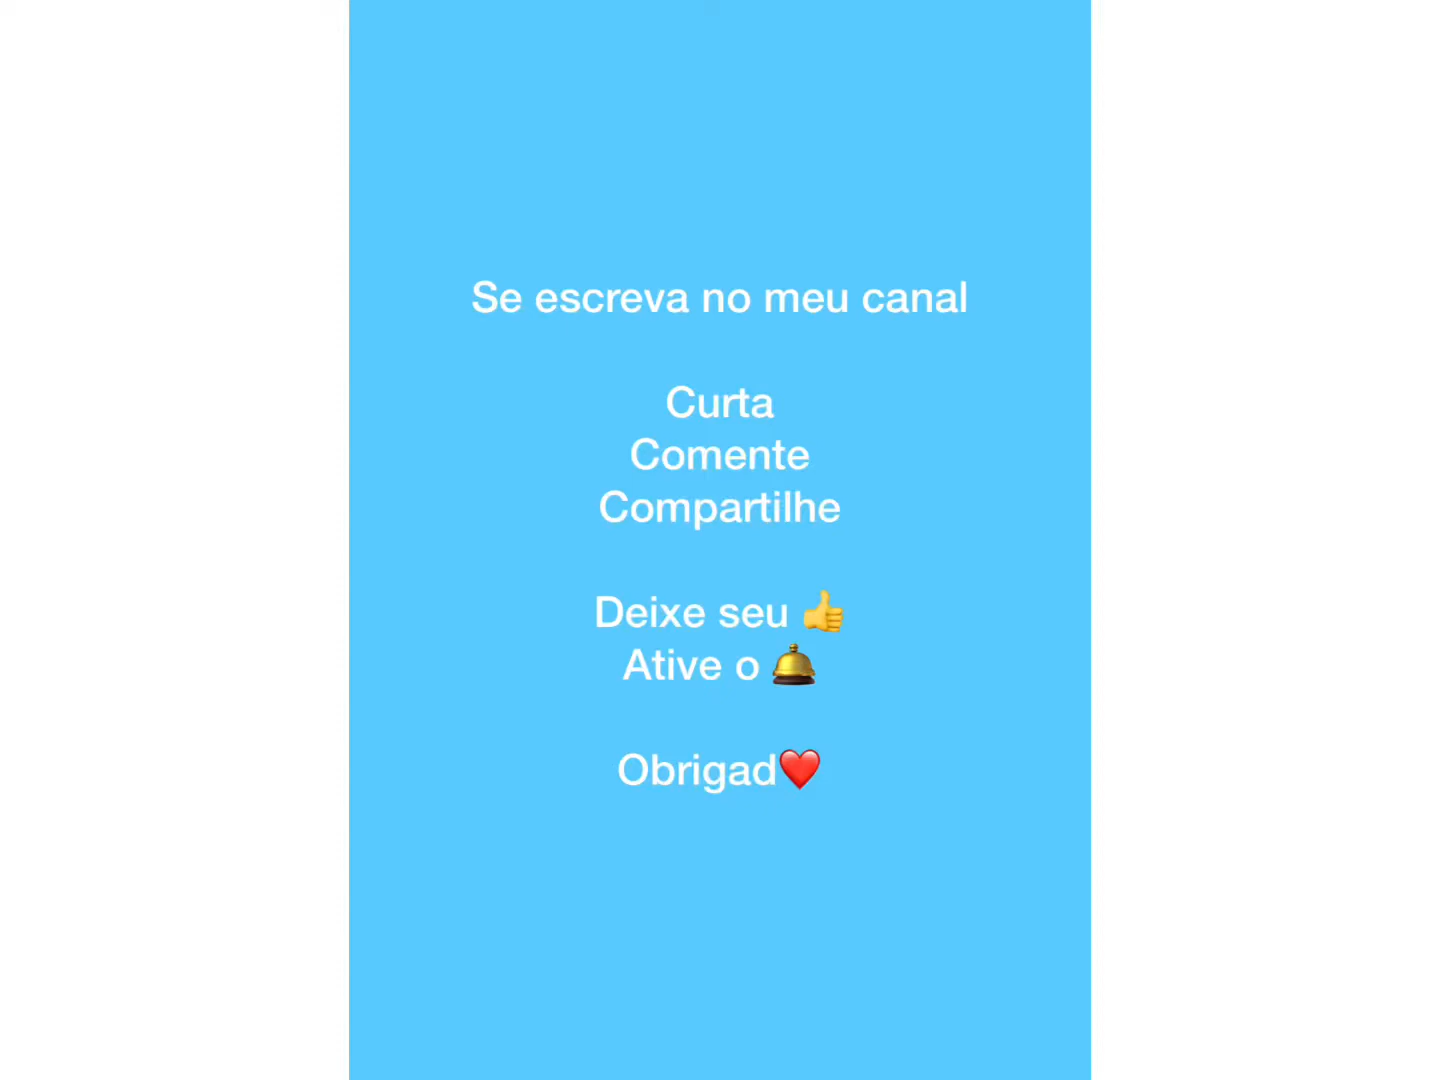 Se escreva no meu canal
Curta
Comente
Compartilhe
Deixe seu 👍
Ative o 🛎️
Obrigad❤️